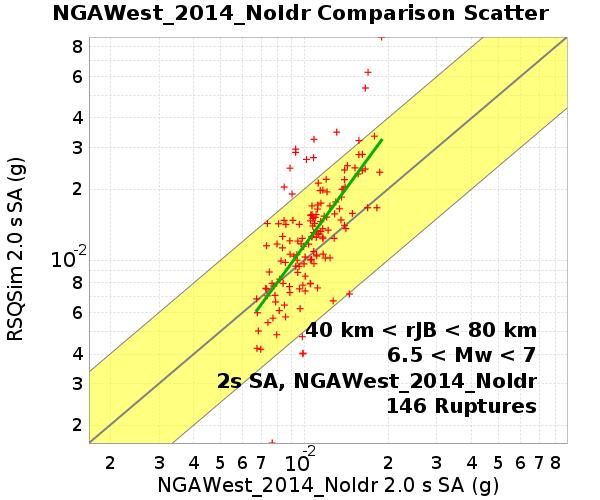 NGAWest_2014_NoIdr Comparison Scatter
8
6
4
3
2
10-2
8
6
4
3
2
RSQSim 2.0 s SA (g)
40 km < rJB < 80 km
6.5 < Mw < 7
2s SA, NGAWest_2014_NoIdr
146 Ruptures
2 3 4 5 6 7 10-2 2 3 4 5 6 7 8
NGAWest_2014_NoIdr 2.0 s SA (g)